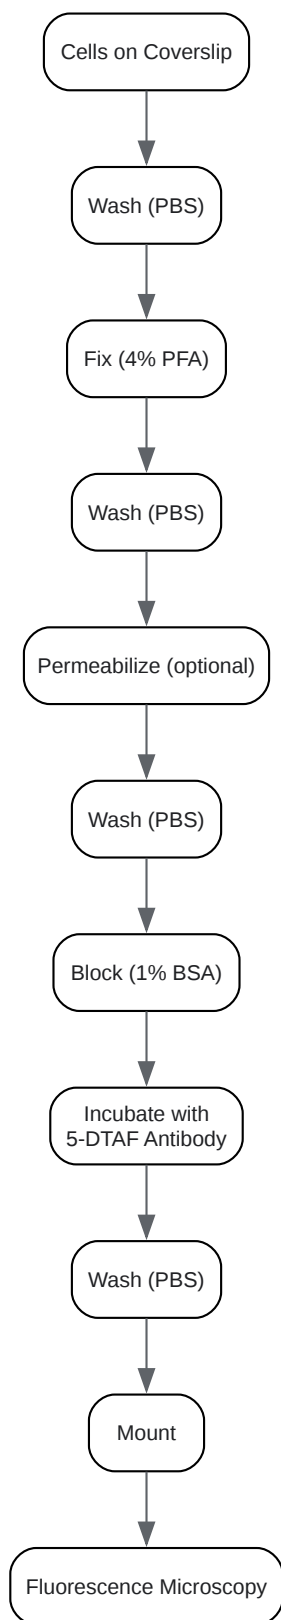 Cells on Coverslip
Wash (PBS)
Fix (4% PFA)
Wash (PBS)
Permeabilize (optional)
Wash (PBS)
Block (1% BSA)
Incubate with
5-DTAF Antibody
Wash (PBS)
Mount
Fluorescence Microscopy